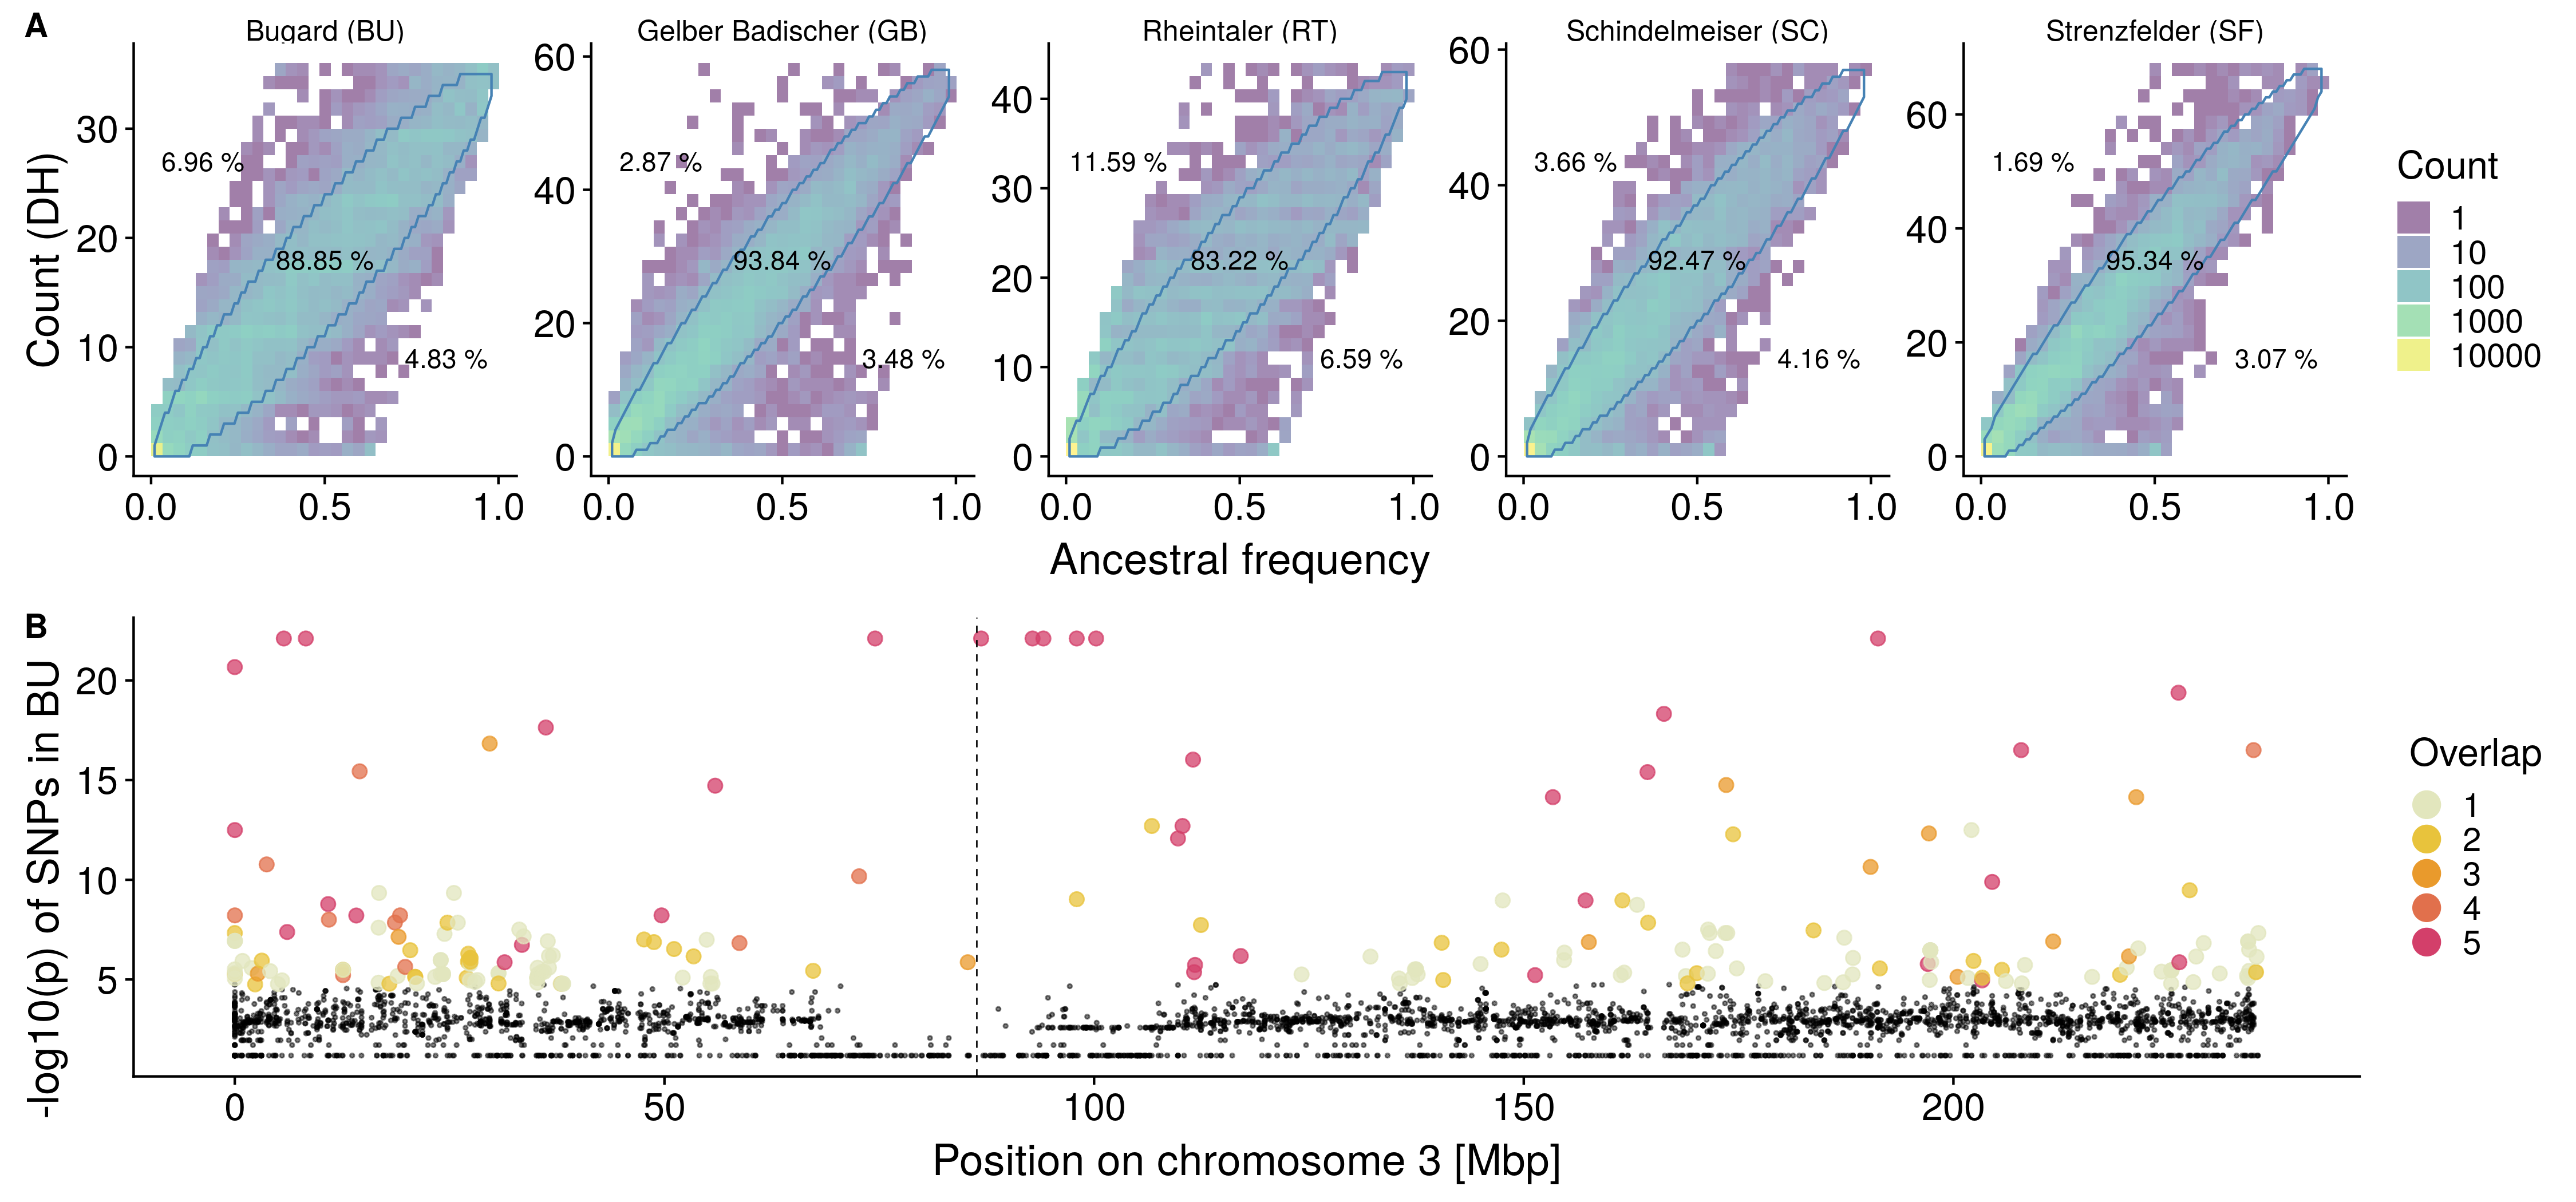 A
Bugard (BU)
Gelber Badischer (GB)
Rheintaler (RT)
Schindelmeiser (SC)
Strenzfelder (SF)
Count (DH)
30
20
10
0
6.96 %
88.85 %
4.83 %
0.0 0.5 1.0
60
40
20
0
2.87 %
93.84 %
3.48 %
0.0 0.5 1.0
40
30
20
10
0
11.59 %
83.22 %
6.59 %
0.0 0.5 1.0
60
40
20
0
3.66 %
92.47 %
4.16 %
0.0 0.5 1.0
60
40
20
0
1.69 %
95.34 %
3.07 %
0.0 0.5 1.0
Ancestral frequency
Count
1
10
100
1000
10000
B
-log10(p) of SNPs in BU
20
15
10
5
0 50 100 150 200
Position on chromosome 3 [Mbp]
Overlap
1
2
3
4
5